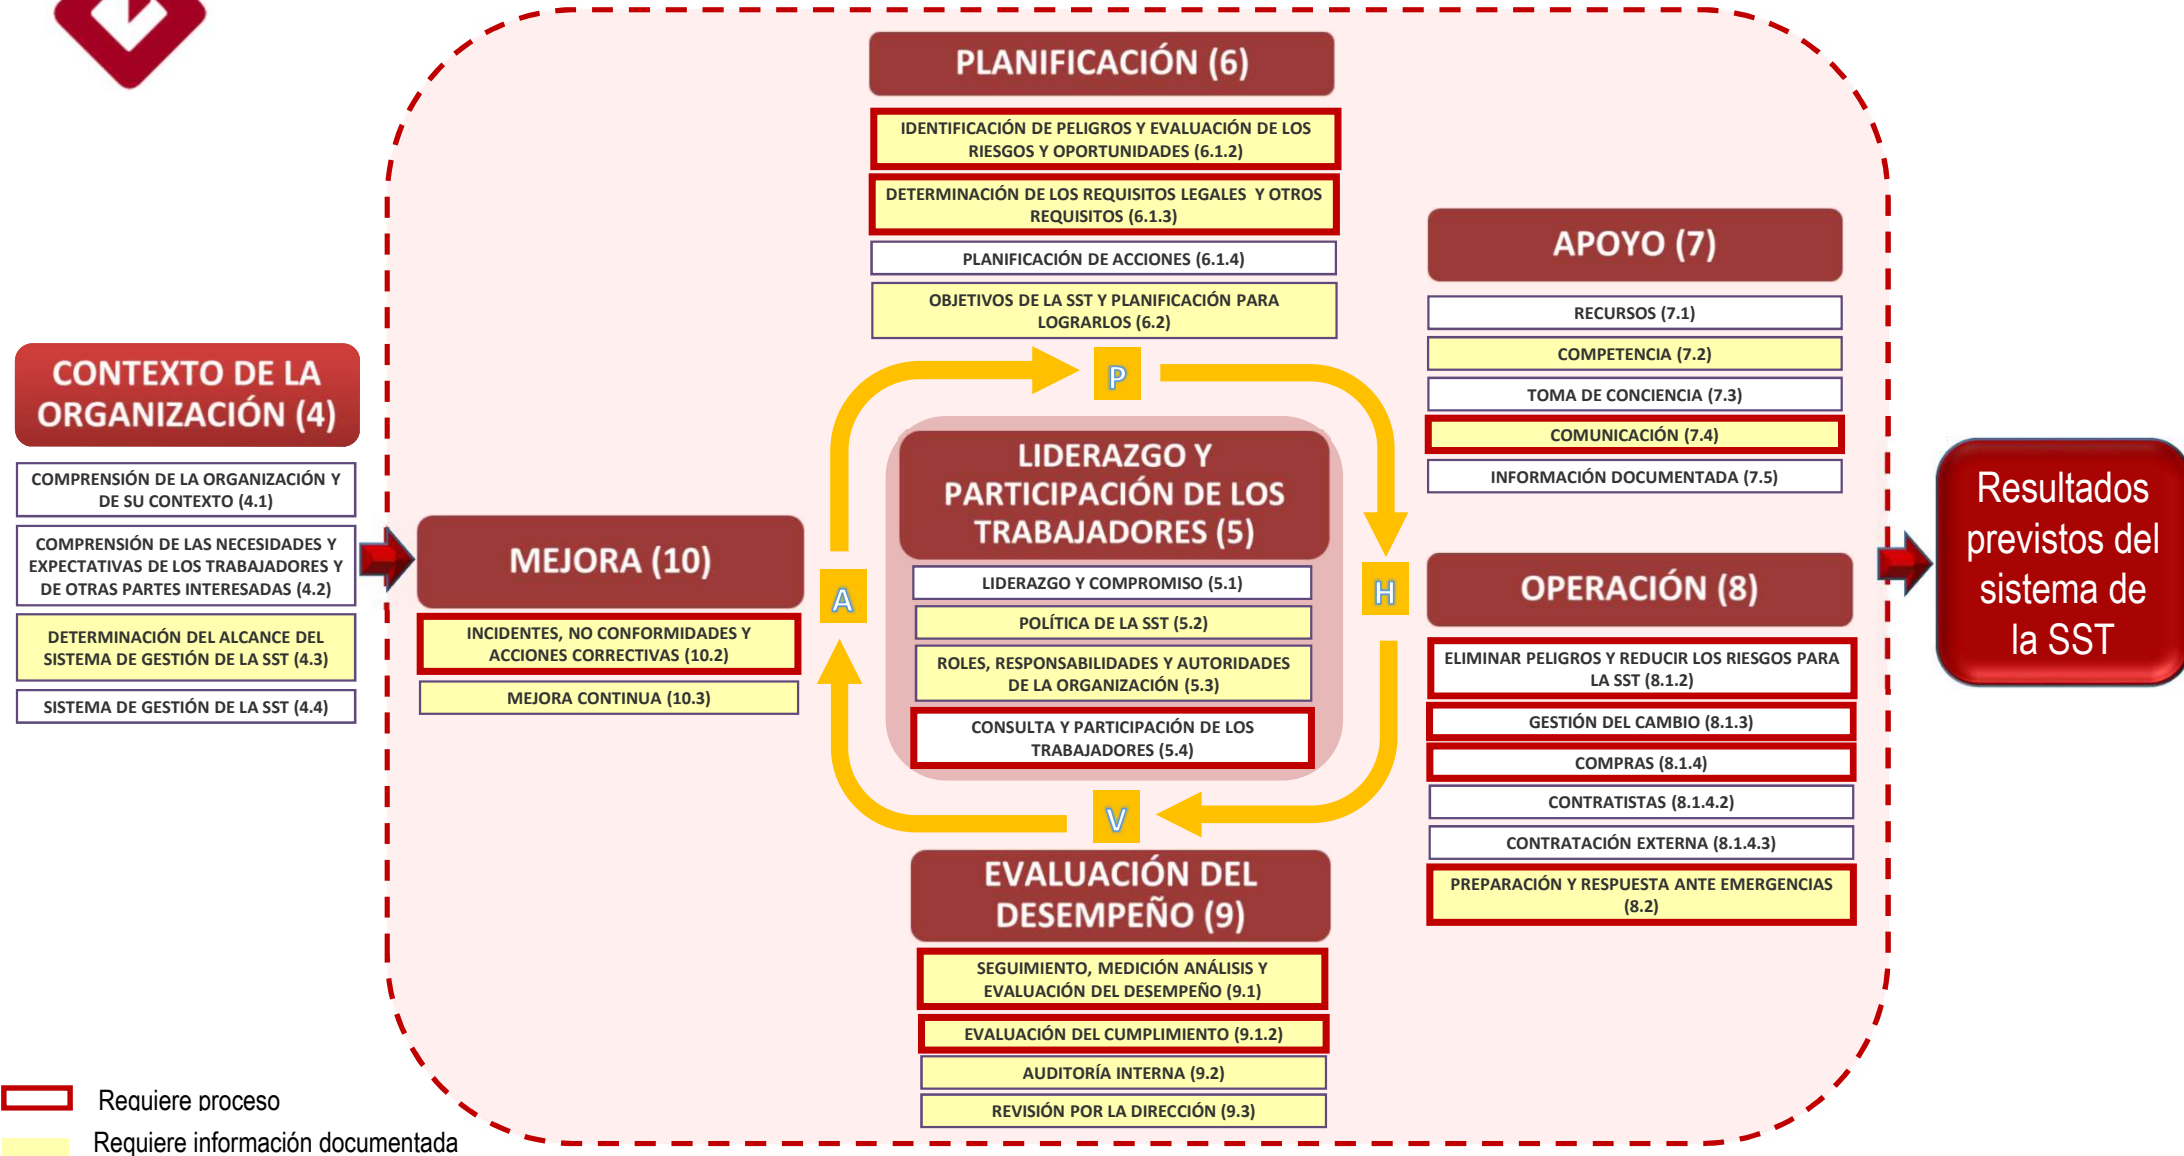 PLANIFICACIÓN (6)
IDENTIFICACIÓN DE PELIGROS Y EVALUACIÓN DE LOS
RIESGOS Y OPORTUNIDADES (6.1.2)
DETERMINACIÓN DE LOS REQUISITOS LEGALES Y OTROS
REQUISITOS (6.1.3)
PLANIFICACIÓN DE ACCIONES (6.1.4)
OBJETIVOS DE LA SST Y PLANIFICACIÓN PARA
LOGRARLOS (6.2)
APOYO (7)
RECURSOS (7.1)
COMPETENCIA (7.2)
TOMA DE CONCIENCIA (7.3)
COMUNICACIÓN (7.4)
INFORMACIÓN DOCUMENTADA (7.5)
CONTEXTO DE LA
ORGANIZACIÓN (4)
COMPRENSIÓN DE LA ORGANIZACIÓN Y
DE SU CONTEXTO (4.1)
COMPRENSIÓN DE LAS NECESIDADES Y
EXPECTATIVAS DE LOS TRABAJADORES Y
DE OTRAS PARTES INTERESADAS (4.2)
DETERMINACIÓN DEL ALCANCE DEL
SISTEMA DE GESTIÓN DE LA SST (4.3)
SISTEMA DE GESTIÓN DE LA SST (4.4)
MEJORA (10)
INCIDENTES, NO CONFORMIDADES Y
ACCIONES CORRECTIVAS (10.2)
MEJORA CONTINUA (10.3)
P
A
H
V
LIDERAZGO Y
PARTICIPACIÓN DE LOS
TRABAJADORES (5)
LIDERAZGO Y COMPROMISO (5.1)
POLÍTICA DE LA SST (5.2)
ROLES, RESPONSABILIDADES Y AUTORIDADES
DE LA ORGANIZACIÓN (5.3)
CONSULTA Y PARTICIPACIÓN DE LOS
TRABAJADORES (5.4)
OPERACIÓN (8)
ELIMINAR PELIGROS Y REDUCIR LOS RIESGOS PARA
LA SST (8.1.2)
GESTIÓN DEL CAMBIO (8.1.3)
COMPRAS (8.1.4)
CONTRATISTAS (8.1.4.2)
CONTRATACIÓN EXTERNA (8.1.4.3)
PREPARACIÓN Y RESPUESTA ANTE EMERGENCIAS
(8.2)
Resultados
previstos del
sistema de
la SST
EVALUACIÓN DEL
DESEMPEÑO (9)
SEGUIMIENTO, MEDICIÓN ANÁLISIS Y
EVALUACIÓN DEL DESEMPEÑO (9.1)
EVALUACIÓN DEL CUMPLIMIENTO (9.1.2)
AUDITORÍA INTERNA (9.2)
REVISIÓN POR LA DIRECCIÓN (9.3)
Requiere proceso
Requiere información documentada